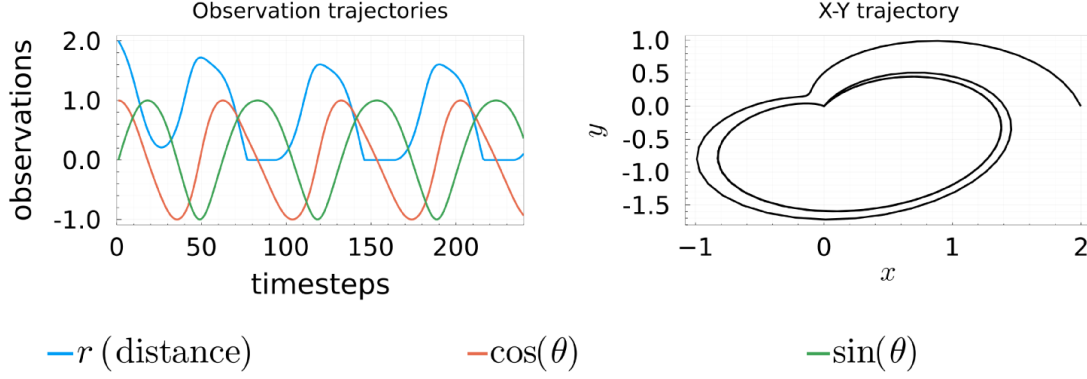 Observation trajectories
observations
2.0
1.0
0.0
-1.0
0 50 100 150 200
timesteps
X-Y trajectory
y
1.0
0.5
0.0
-0.5
-1.0
-1.5
−1 0 1 2
x
r (distance) cos(θ) sin(θ)